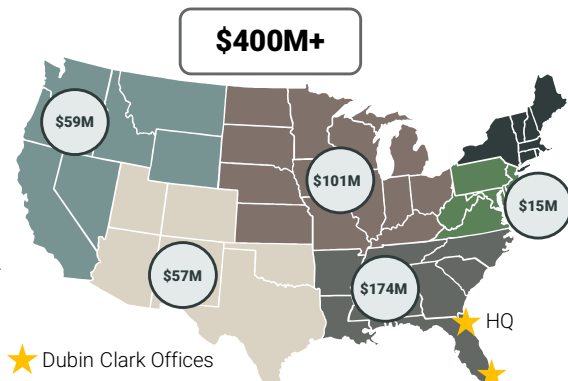 $400M+
$59M
$101M
$15M
$57M
$174M
HQ
Dubin Clark Offices